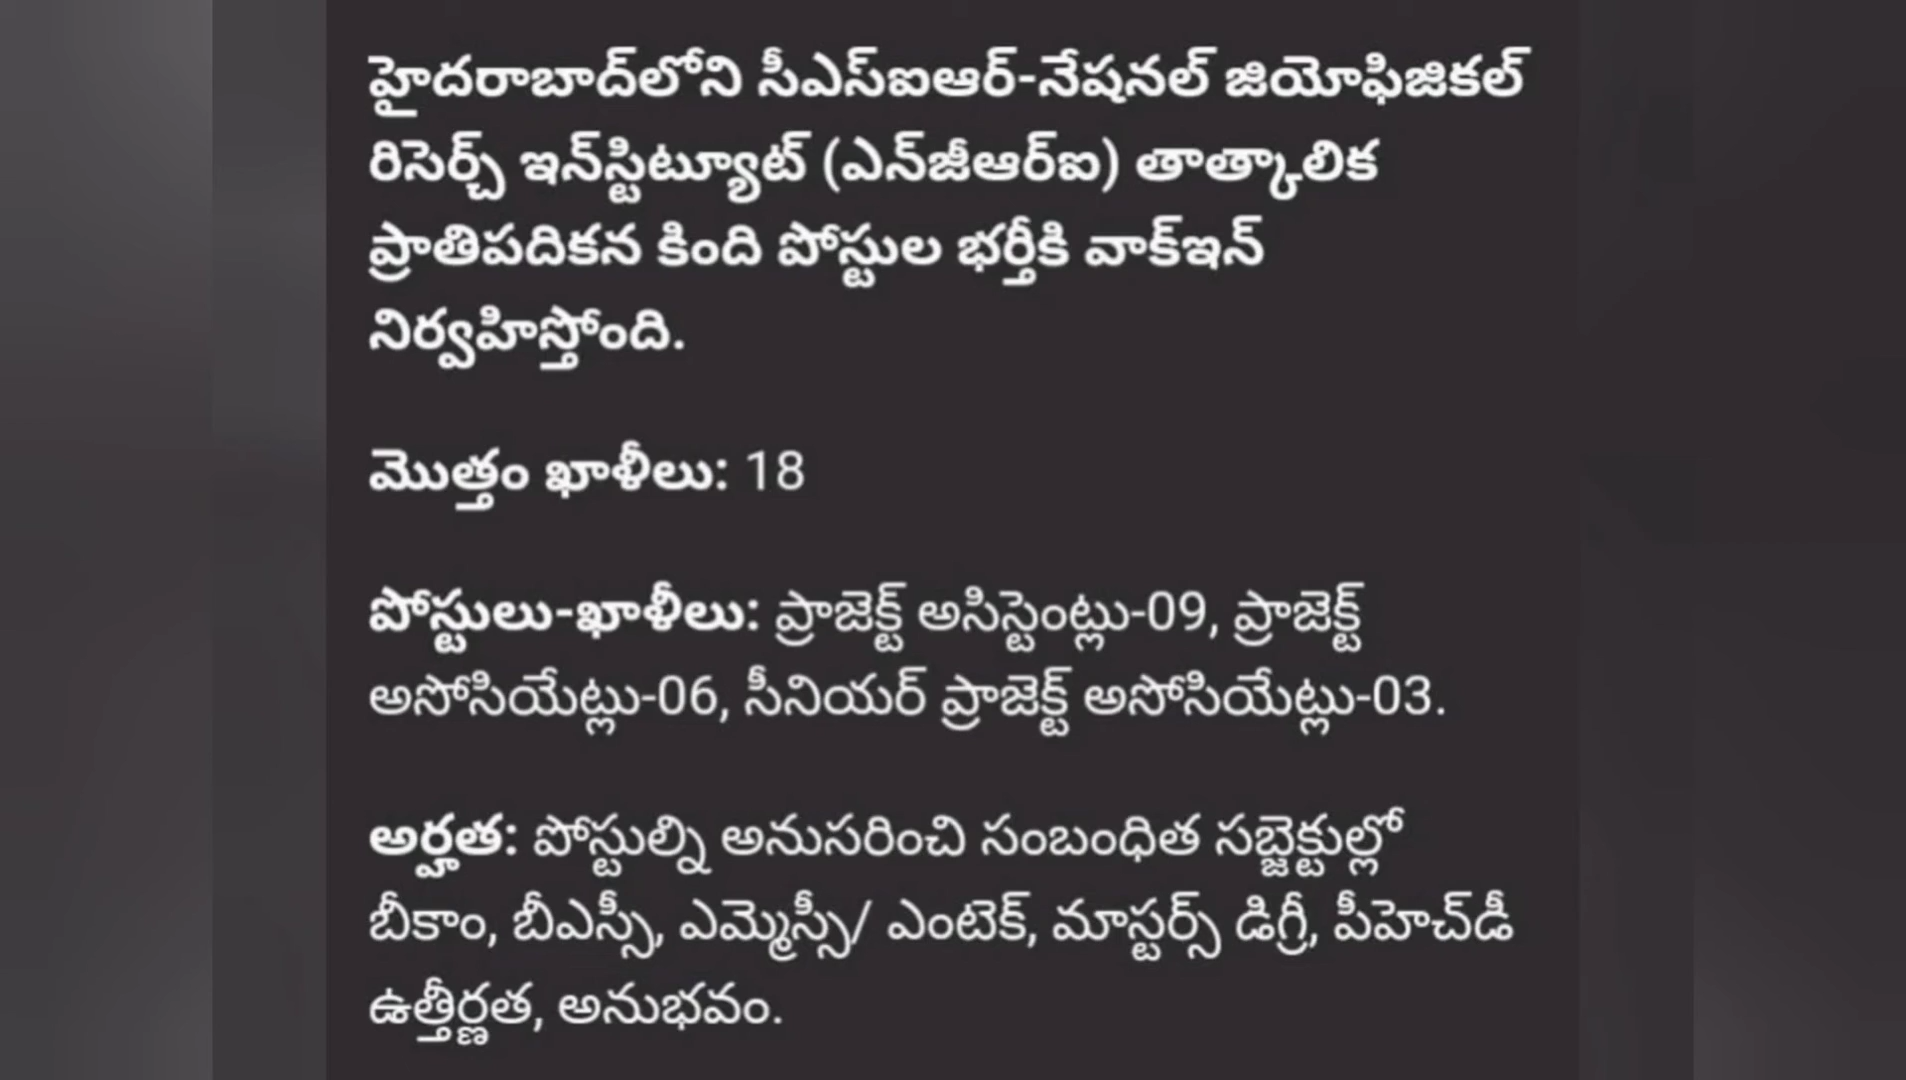 హైదరాబాద్‌లోని సీఎస్ఐఆర్-నేషనల్ జియోఫిజికల్
రిసెర్చ్ ఇన్‌స్టిట్యూట్ (ఎన్‌జీఆర్ఐ) తాత్కాలిక
ప్రాతిపదికన కింది పోస్టుల భర్తీకి వాక్ఇన్
నిర్వహిస్తోంది.
మొత్తం ఖాళీలు: 18
పోస్టులు-ఖాళీలు: ప్రాజెక్ట్ అసిస్టెంట్లు-09, ప్రాజెక్ట్
అసోసియేట్లు-06, సీనియర్ ప్రాజెక్ట్ అసోసియేట్లు-03.
అర్హత: పోస్టుల్ని అనుసరించి సంబంధిత సబ్జెక్టుల్లో
బీకాం, బీఎస్సీ, ఎమ్మెస్సీ/ ఎంటెక్, మాస్టర్స్ డిగ్రీ, పీహెచ్‌డీ
ఉత్తీర్ణత, అనుభవం.